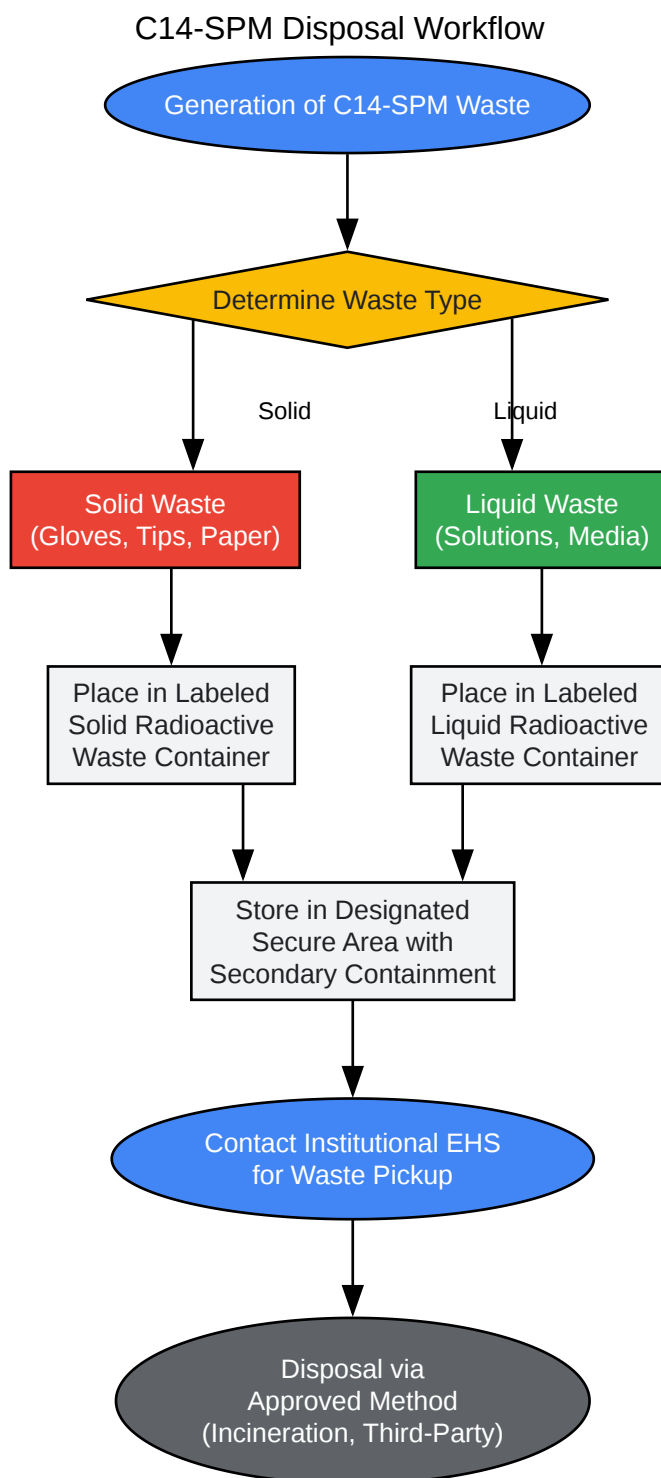 C14-SPM Disposal Workflow
Generation of C14-SPM Waste
Determine Waste Type
Solid
Liquid
Solid Waste
(Gloves, Tips, Paper)
Liquid Waste
(Solutions, Media)
Place in Labeled
Solid Radioactive
Waste Container
Place in Labeled
Liquid Radioactive
Waste Container
Store in Designated
Secure Area with
Secondary Containment
Contact Institutional EHS
for Waste Pickup
Disposal via
Approved Method
(Incineration, Third-Party)